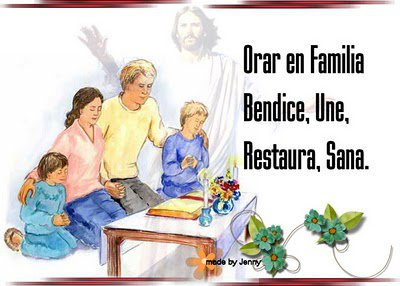 Orar en Familia
Bendice, Une,
Restaura, Sana.
made by Jenny